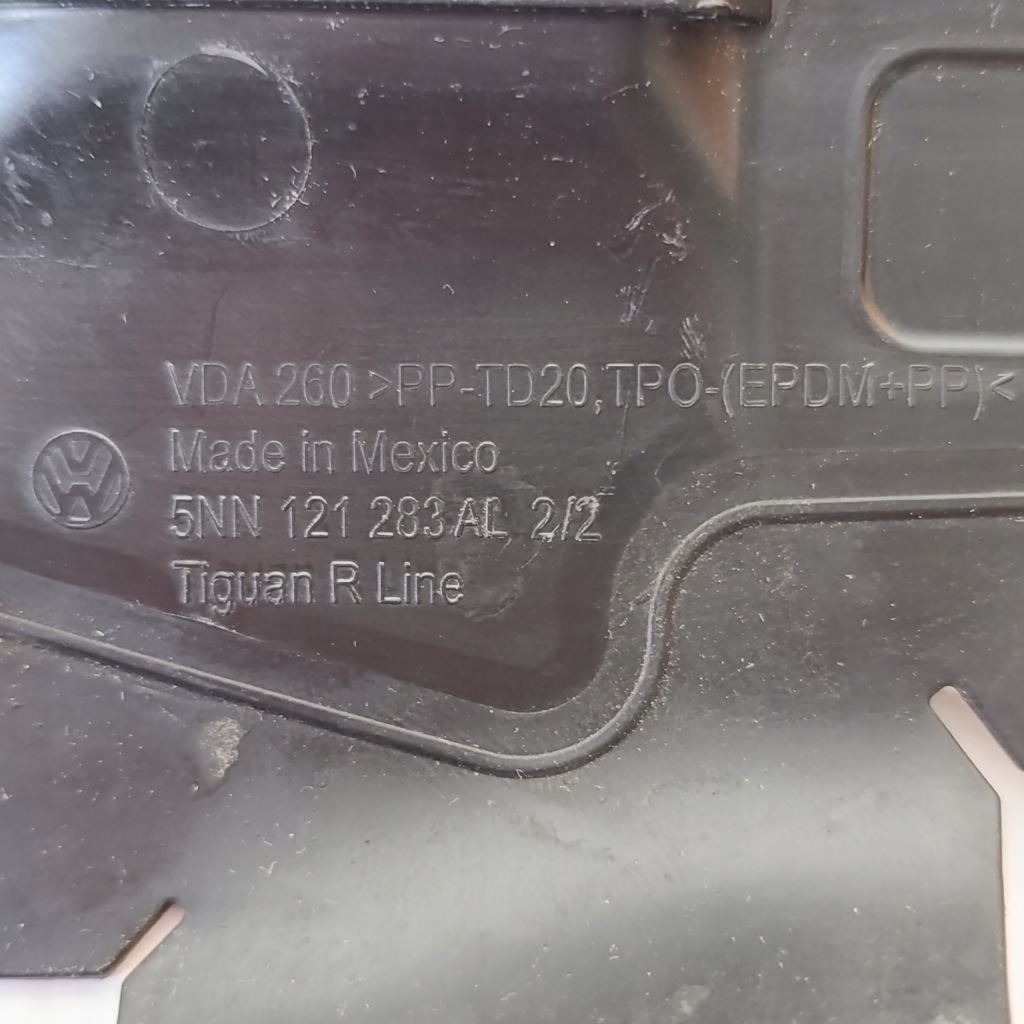 VDA 260 >PP-TD20,TPO-(EPDM+PP)<
Made in Mexico
5NN 121 283 AL 2/2
Tiguan R Line